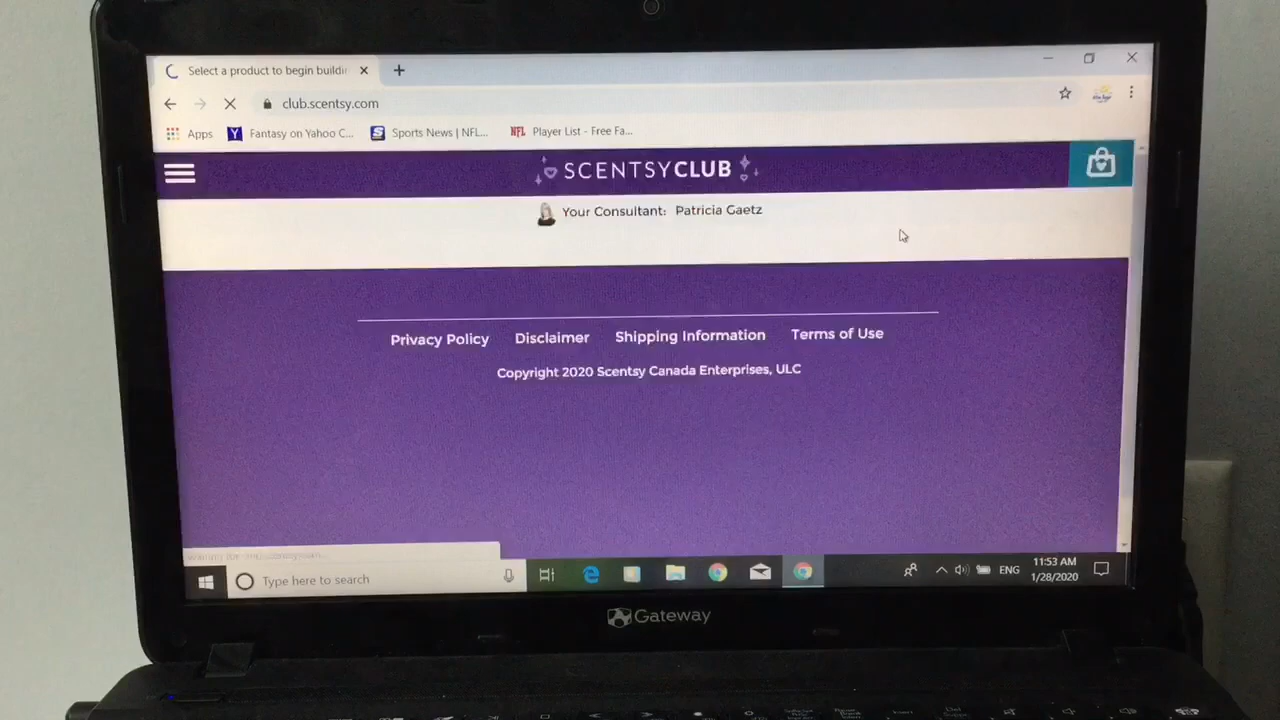 Select a product to begin buildi
club.scentsy.com
Apps Fantasy on Yahoo C... Sports News | NFL... NFL Player List - Free Fa...
SCENTSYCLUB
Your Consultant: Patricia Gaetz
Privacy Policy Disclaimer Shipping Information Terms of Use
Copyright 2020 Scentsy Canada Enterprises, ULC
Type here to search
ENG
11:53 AM
1/28/2020
Gateway